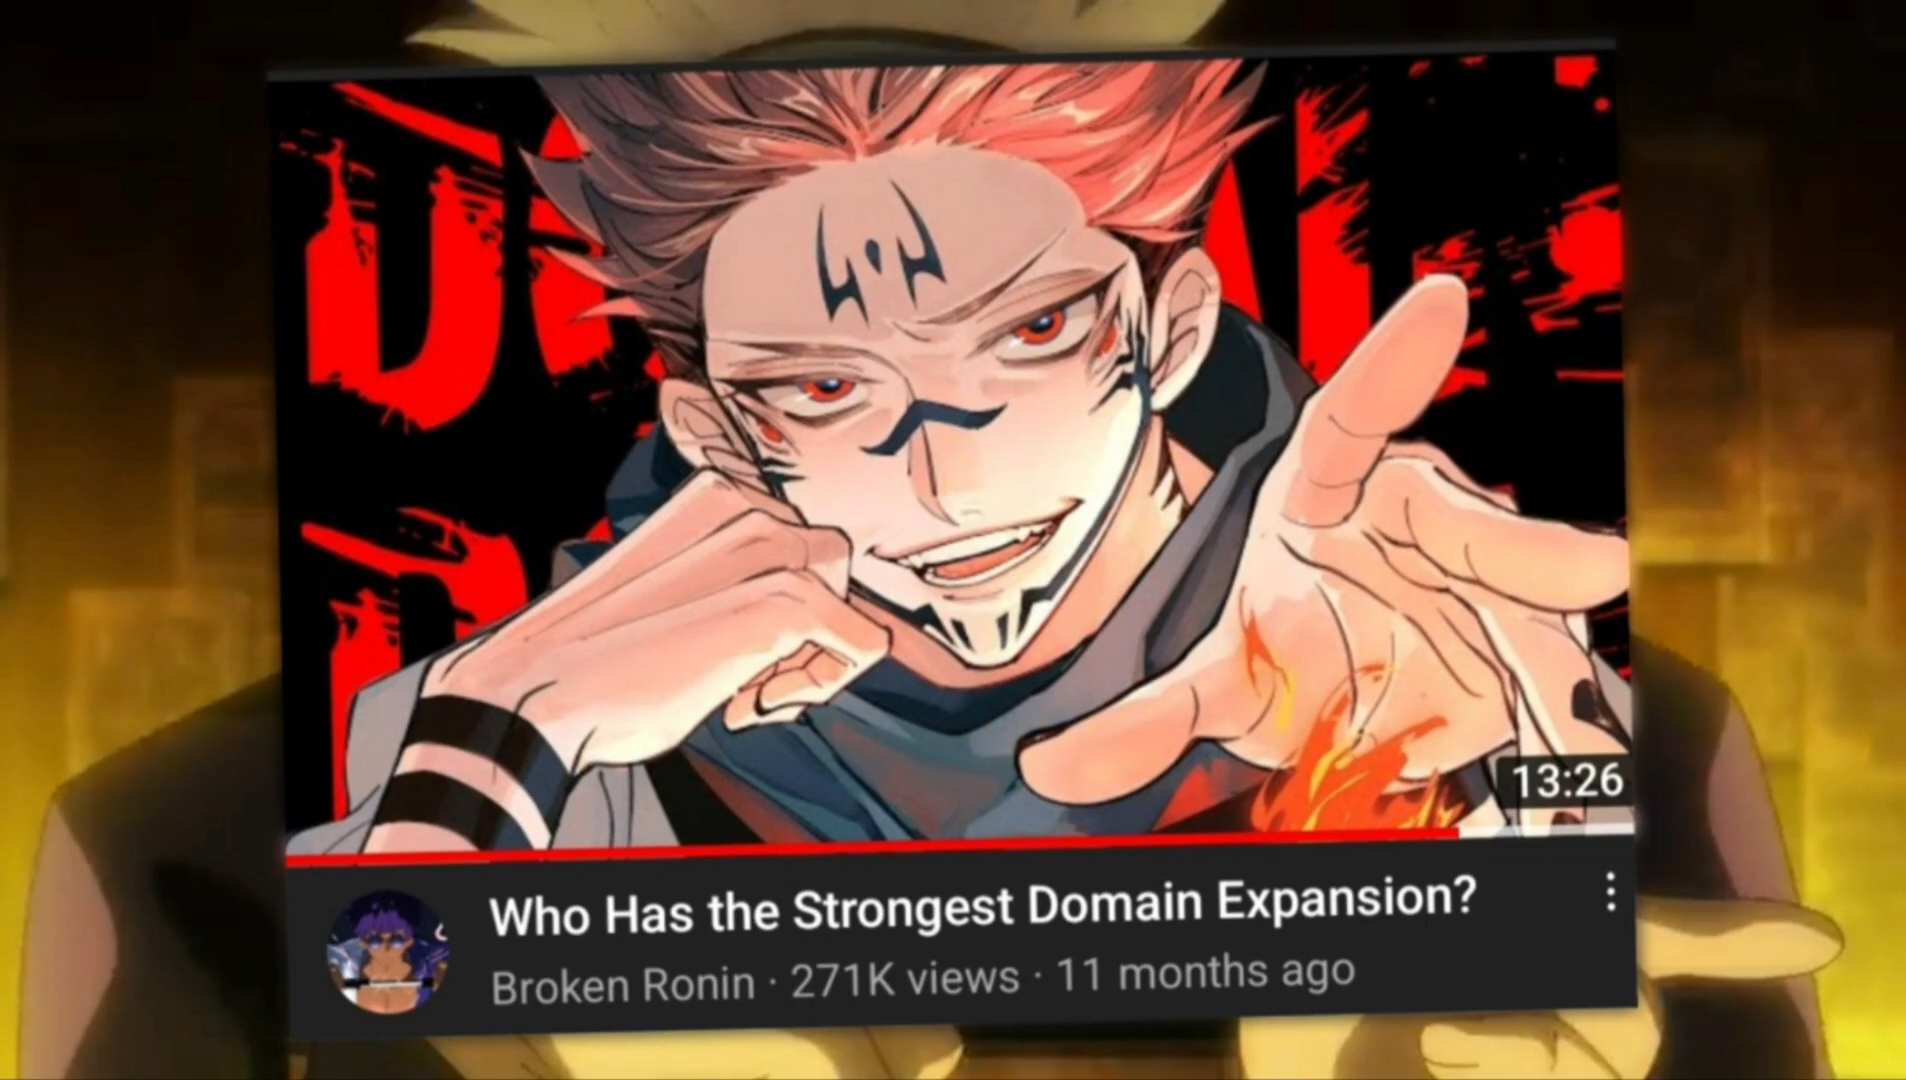 13:26
Who Has the Strongest Domain Expansion?
Broken Ronin · 271K views · 11 months ago